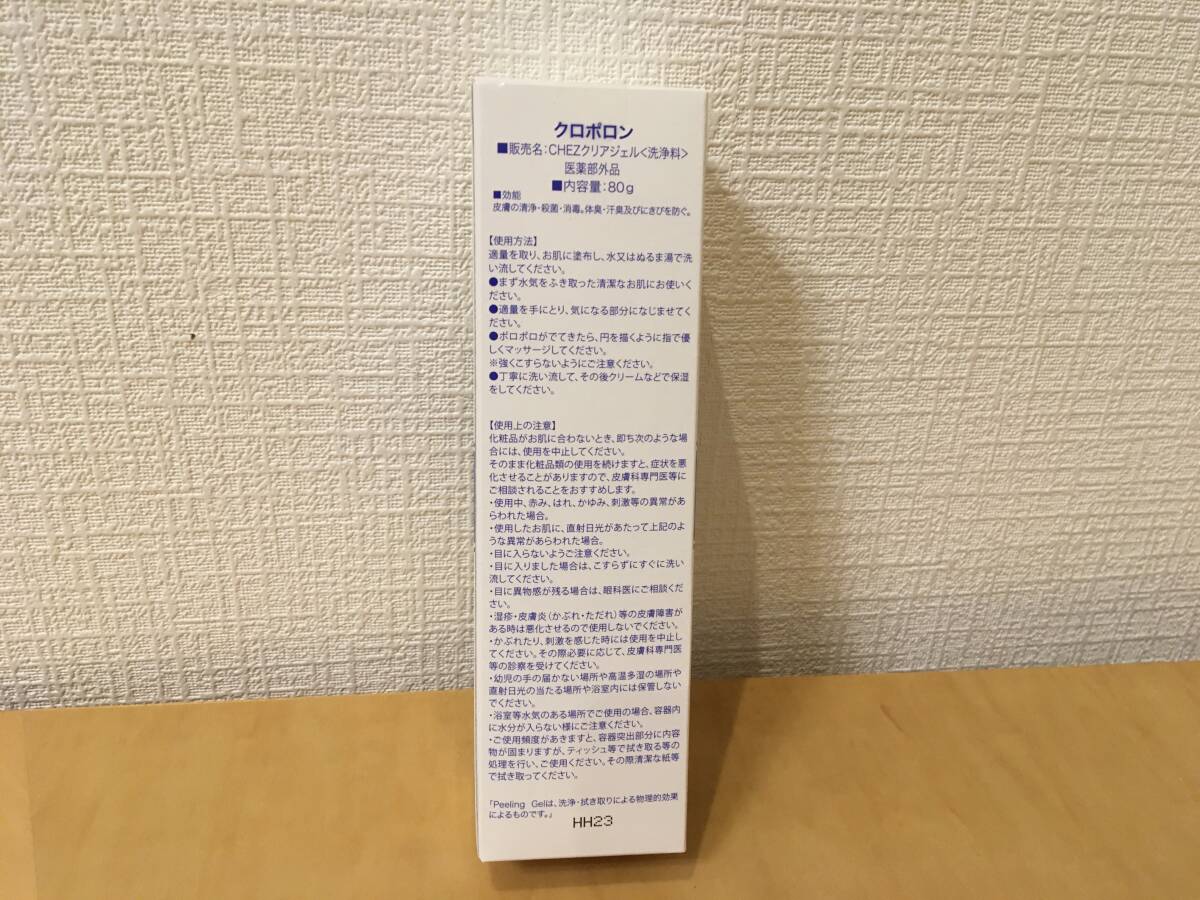 クロポロン
■販売名:CHEZクリアジェル<洗浄料>
医薬部外品
■内容量:80g
■効能
皮膚の清浄・殺菌・消毒。体臭・汗臭及びにきびを防ぐ。
【使用方法】
適量を取り、お肌に塗布し、水又はぬるま湯で洗
い流してください。
●まず水気をふき取った清潔なお肌にお使いく
ださい。
●適量を手にとり、気になる部分になじませてく
ださい。
●ポロポロがでてきたら、円を描くように指で優
しくマッサージしてください。
※強くこすらないようにご注意ください。
●丁寧に洗い流して、その後クリームなどで保湿
をしてください。
【使用上の注意】
化粧品がお肌に合わないとき、即ち次のような場
合には、使用を中止してください。
そのまま化粧品類の使用を続けますと、症状を悪
化させることがありますので、皮膚科専門医等に
ご相談されることをおすすめします。
・使用中、赤み、はれ、かゆみ、刺激等の異常があ
らわれた場合。
・使用したお肌に、直射日光があたって上記のよ
うな異常があらわれた場合。
・目に入らないようご注意ください。
・目に入りました場合は、こすらずにすぐに洗い
流してください。
・目に異物感が残る場合は、眼科医にご相談くだ
さい。
・湿疹・皮膚炎(かぶれ・ただれ)等の皮膚障害が
ある時は悪化させるので使用しないでください。
・かぶれたり、刺激を感じた時には使用を中止し
てください。その際必要に応じて、皮膚科専門医
等の診察を受けてください。
・幼児の手の届かない場所や高温多湿の場所や
直射日光の当たる場所や浴室内には保管しない
でください。
・浴室等水気のある場所でご使用の場合、容器内
に水分が入らない様にご注意ください。
・ご使用頻度があきますと、容器突出部分に内容
物が固まりますが、ティッシュ等で拭き取る等の
処理を行い、ご使用ください。その際清潔な紙等
で拭き取ってください。
「Peeling Gelは、洗浄・拭き取りによる物理的効果
によるものです。」
HH23